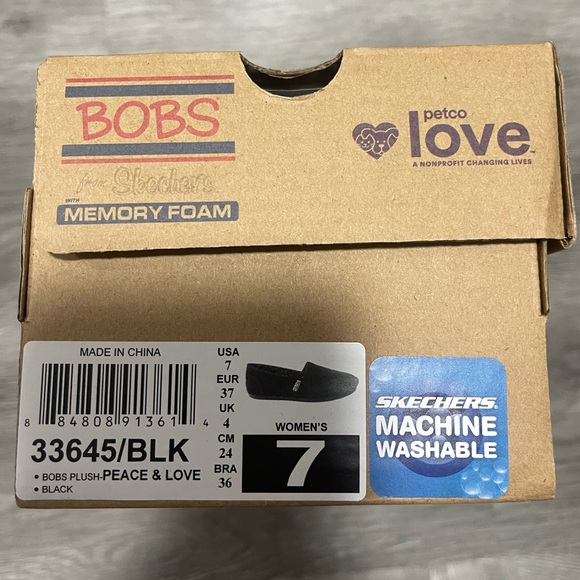 BOBS
from Skechers
WITH
MEMORY FOAM
petco
love™
A NONPROFIT CHANGING LIVES
MADE IN CHINA
8 84808 91361 4
33645/BLK
• BOBS PLUSH-PEACE & LOVE
• BLACK
USA
7
EUR
37
UK
4
CM
24
BRA
36
WOMEN'S
7
SKECHERS
MACHINE
WASHABLE